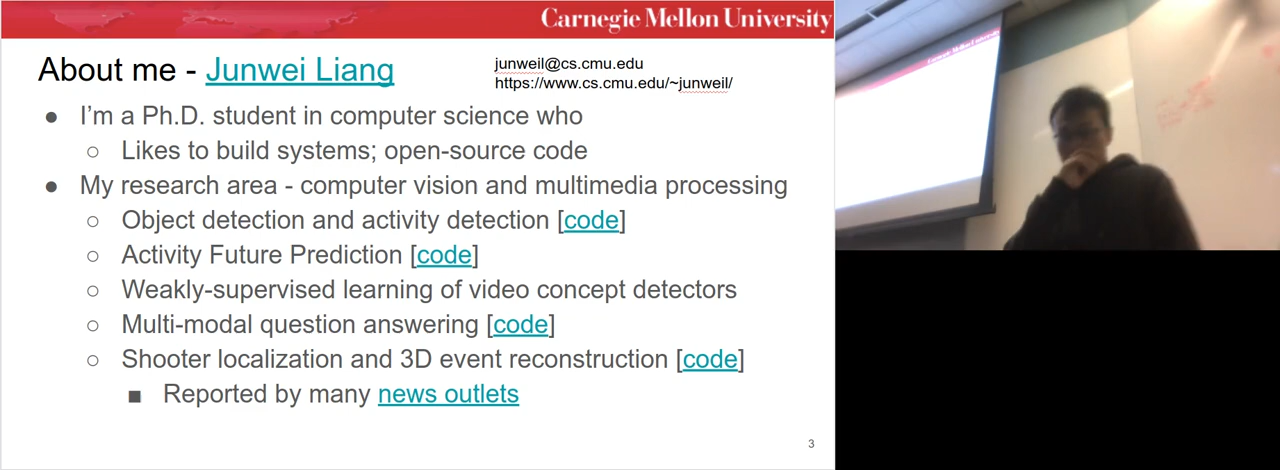 Carnegie Mellon University
About me - Junwei Liang
junweil@cs.cmu.edu
https://www.cs.cmu.edu/~junweil/
● I’m a Ph.D. student in computer science who
○ Likes to build systems; open-source code
● My research area - computer vision and multimedia processing
○ Object detection and activity detection [code]
○ Activity Future Prediction [code]
○ Weakly-supervised learning of video concept detectors
○ Multi-modal question answering [code]
○ Shooter localization and 3D event reconstruction [code]
■ Reported by many news outlets
3
Carnegie Mellon University